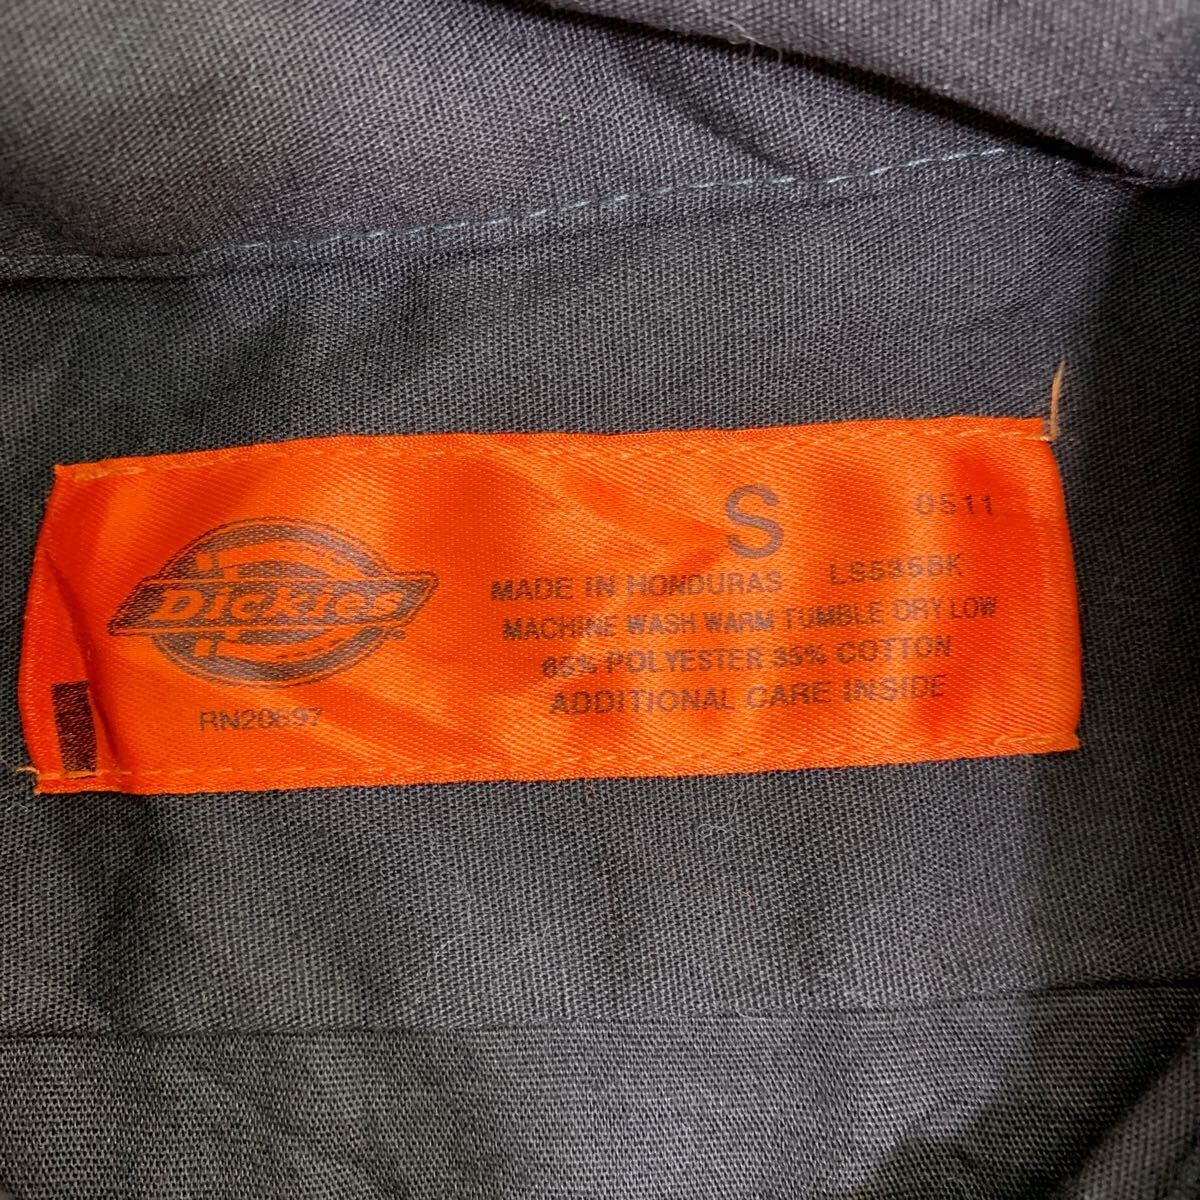 S 0511
Dickies
MADE IN HONDURAS LS535BK
MACHINE WASH WARM TUMBLE DRY LOW
65% POLYESTER 35% COTTON
ADDITIONAL CARE INSIDE
RN20697